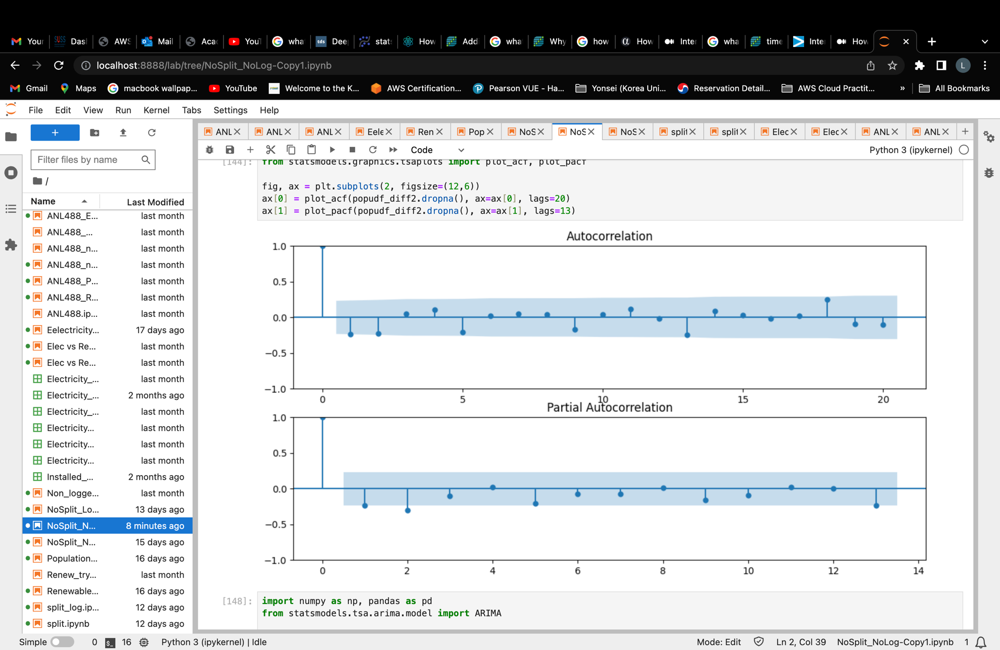 Your
Dash
AWS
Mail
Aca
YouT
wha
tds Dee
stat
How
Addi
wha
Why
how
How
Inter
wha
time
Inte
How
localhost:8888/lab/tree/NoSplit_NoLog-Copy1.ipynb
L
Gmail
Maps
macbook wallpap...
YouTube
Welcome to the K...
AWS Certification...
Pearson VUE - Ha...
Yonsei (Korea Uni...
Reservation Detail...
AWS Cloud Practit...
»
All Bookmarks
File Edit View Run Kernel Tabs Settings Help
ANL
ANL
ANL
Eele
Ren
Pop
NoS
NoS
NoS
split
split
Elec
Elec
ANL
ANL
Code
Python 3 (ipykernel)
Filter files by name
/
Name Last Modified
ANL488_E... last month
ANL488_... last month
ANL488_n... last month
ANL488_n... last month
ANL488_P... last month
ANL488_R... last month
ANL488.ip... last month
Eelectricity... 17 days ago
Elec vs Re... last month
Elec vs Re... last month
Electricity_... last month
Electricity_... 2 months ago
Electricity_... last month
Electricity... last month
Electricity... last month
Electricity... last month
Installed_... 2 months ago
Non_logge... last month
NoSplit_Lo... 13 days ago
NoSplit_N... 8 minutes ago
NoSplit_N... 15 days ago
Population... 16 days ago
Renew_try... last month
Renewable... 16 days ago
split_log.ip... 12 days ago
split.ipynb 12 days ago
[144]: from statsmodels.graphics.tsaplots import plot_acf, plot_pacf
fig, ax = plt.subplots(2, figsize=(12,6))
ax[0] = plot_acf(popudf_diff2.dropna(), ax=ax[0], lags=20)
ax[1] = plot_pacf(popudf_diff2.dropna(), ax=ax[1], lags=13)
Autocorrelation
1.0
0.5
0.0
−0.5
−1.0
0 5 10 15 20
Partial Autocorrelation
1.0
0.5
0.0
−0.5
−1.0
0 2 4 6 8 10 12 14
[148]: import numpy as np, pandas as pd
from statsmodels.tsa.arima.model import ARIMA
Simple 0 $_ 16 Python 3 (ipykernel) | Idle
Mode: Edit Ln 2, Col 39 NoSplit_NoLog-Copy1.ipynb 1